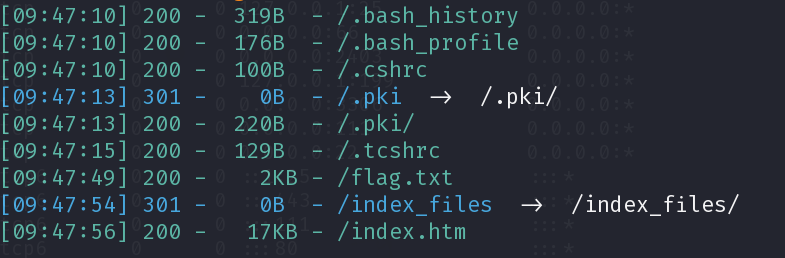 [09:47:10] 200 - 319B - /.bash_history
[09:47:10] 200 - 176B - /.bash_profile
[09:47:10] 200 - 100B - /.cshrc
[09:47:13] 301 - 0B - /.pki -> /.pki/
[09:47:13] 200 - 220B - /.pki/
[09:47:15] 200 - 129B - /.tcshrc
[09:47:49] 200 - 2KB - /flag.txt
[09:47:54] 301 - 0B - /index_files -> /index_files/
[09:47:56] 200 - 17KB - /index.htm